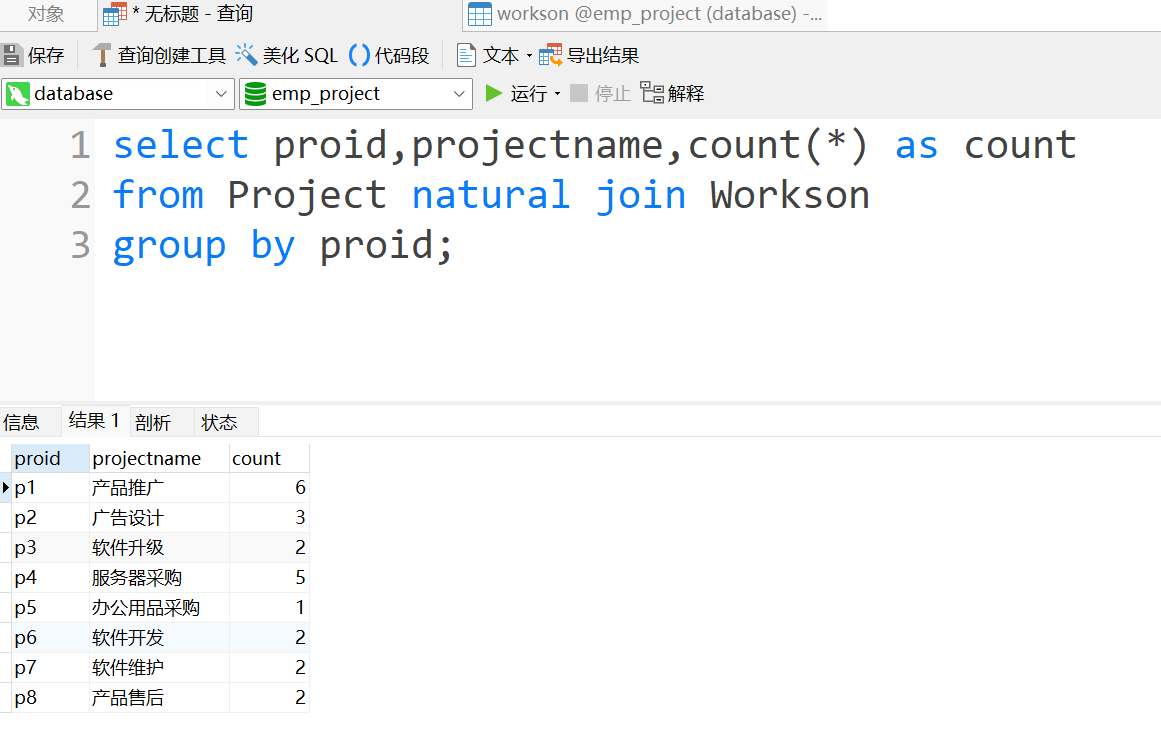 对象 * 无标题 - 查询 workson @emp_project (database) -...
保存 查询创建工具 美化 SQL () 代码段 文本 导出结果
database emp_project 运行 停止 解释
1 select proid,projectname,count(*) as count
2 from Project natural join Workson
3 group by proid;
信息 结果 1 剖析 状态
proid projectname count
p1 产品推广 6
p2 广告设计 3
p3 软件升级 2
p4 服务器采购 5
p5 办公用品采购 1
p6 软件开发 2
p7 软件维护 2
p8 产品售后 2